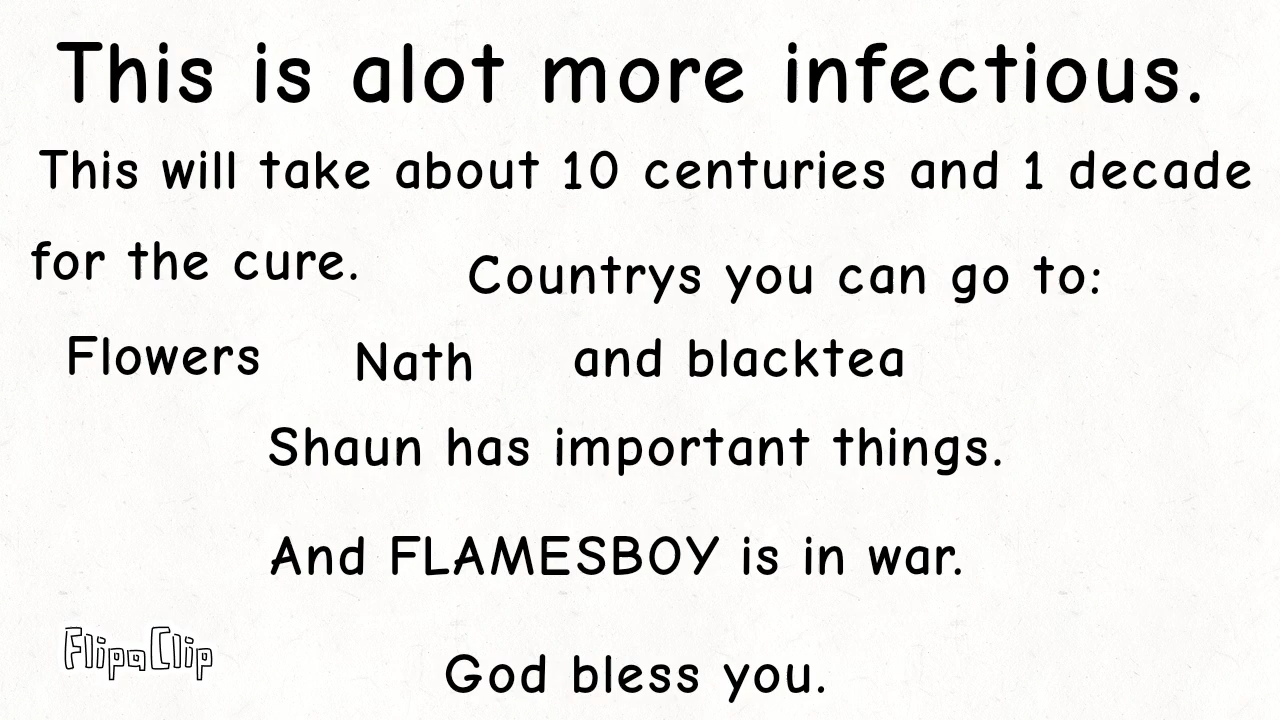 This is alot more infectious.
This will take about 10 centuries and 1 decade
for the cure.
Countrys you can go to:
Flowers Nath and blacktea
Shaun has important things.
And FLAMESBOY is in war.
God bless you.
FlipaClip